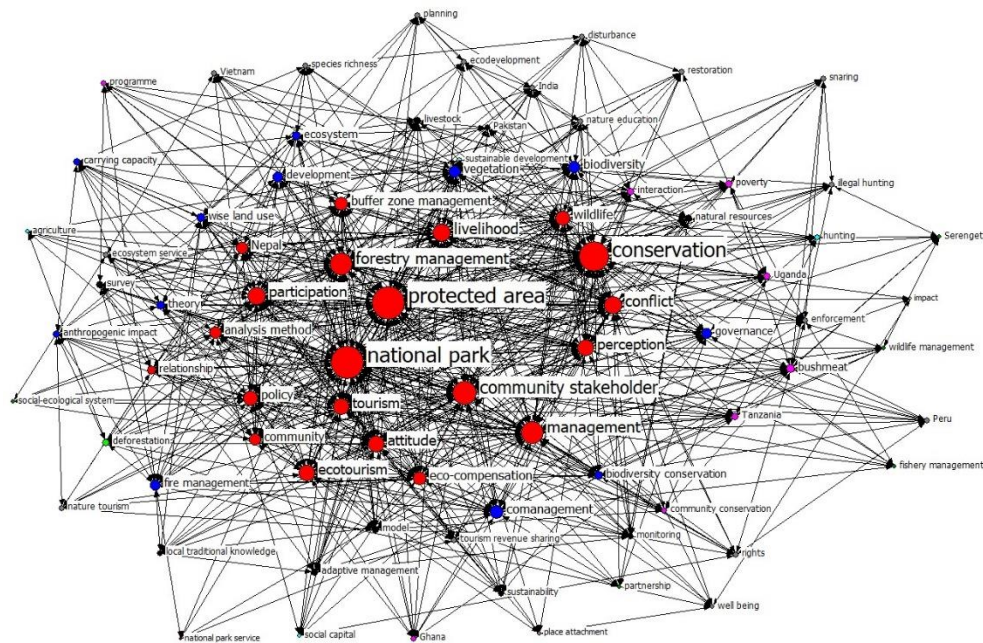 planning
disturbance
species richness
ecodevelopment
Vietnam
restoration
programme
India
snaring
livestock
Pakistan
nature education
ecosystem
sustainable development
carrying capacity
vegetation
biodiversity
development
interaction
poverty
illegal hunting
buffer zone management
wise land use
wildlife
natural resources
agriculture
livelihood
hunting
Serenget
Nepal
conservation
ecosystem service
forestry management
Uganda
survey
participation
protected area
theory
conflict
impact
enforcement
anthropogenic impact
analysis method
governance
perception
wildlife management
national park
relationship
bushmeat
community stakeholder
social-ecological system
policy
tourism
Tanzania
Peru
management
deforestation
community
attitude
fishery management
ecotourism
eco-compensation
biodiversity conservation
fire management
nature tourism
comanagement
community conservation
model
tourism revenue sharing
monitoring
local traditional knowledge
rights
adaptive management
sustainability
partnership
well being
national park service
social capital
Ghana
place attachment